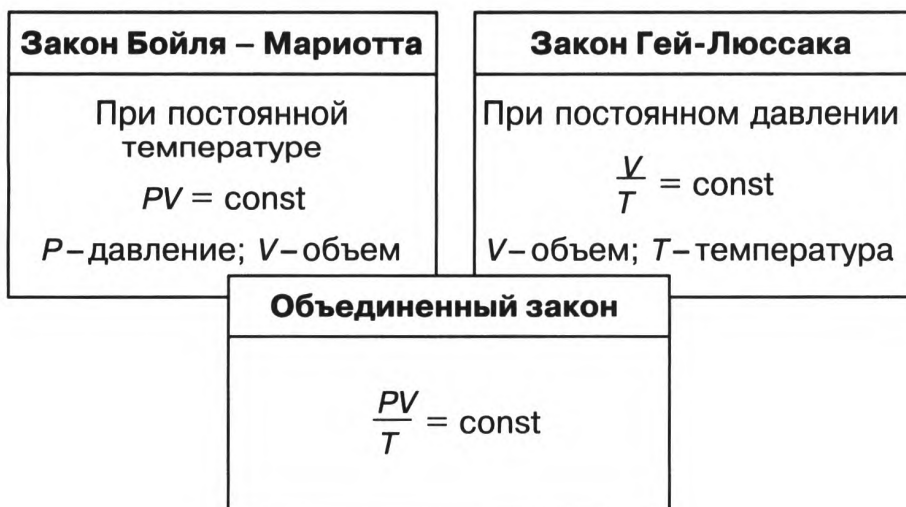 Закон Бойля – Мариотта
При постоянной
температуре
PV = const
P – давление; V – объем
Закон Гей-Люссака
При постоянном давлении
V/T = const
V – объем; T – температура
Объединенный закон
PV/T = const